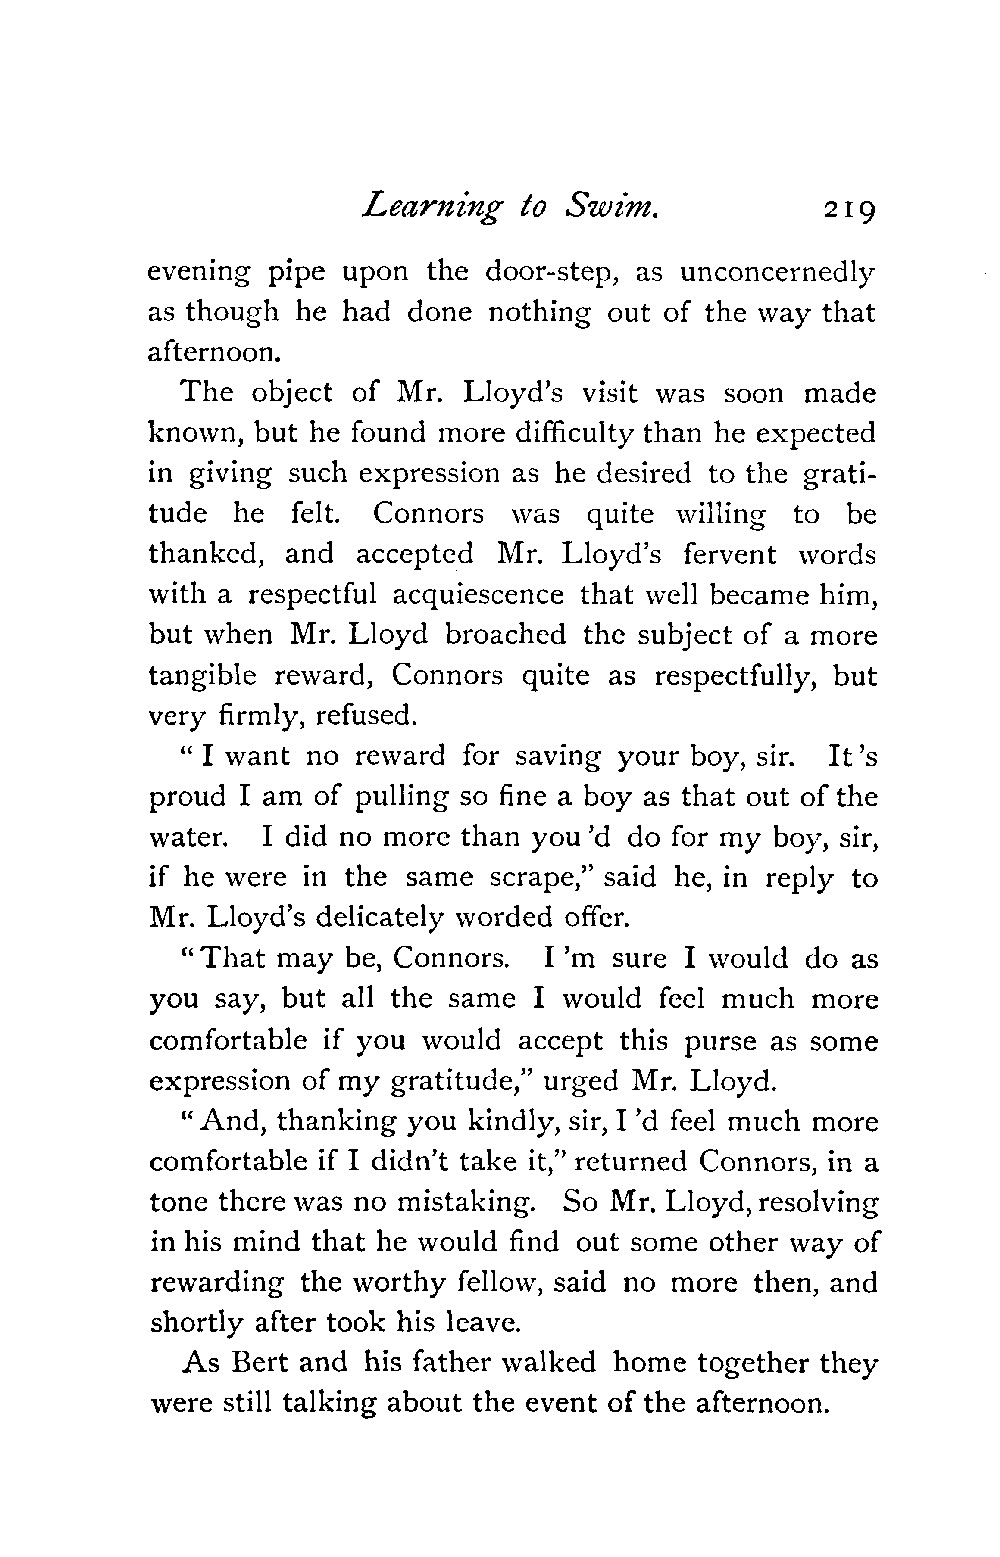 Learning to Swim. 219
evening pipe upon the door-step, as unconcernedly
as though he had done nothing out of the way that
afternoon.
The object of Mr. Lloyd's visit was soon made
known, but he found more difficulty than he expected
in giving such expression as he desired to the grati-
tude he felt. Connors was quite willing to be
thanked, and accepted Mr. Lloyd's fervent words
with a respectful acquiescence that well became him,
but when Mr. Lloyd broached the subject of a more
tangible reward, Connors quite as respectfully, but
very firmly, refused.
" I want no reward for saving your boy, sir. It 's
proud I am of pulling so fine a boy as that out of the
water. I did no more than you 'd do for my boy, sir,
if he were in the same scrape," said he, in reply to
Mr. Lloyd's delicately worded offer.
"That may be, Connors. I 'm sure I would do as
you say, but all the same I would feel much more
comfortable if you would accept this purse as some
expression of my gratitude," urged Mr. Lloyd.
"And, thanking you kindly, sir, I 'd feel much more
comfortable if I didn't take it," returned Connors, in a
tone there was no mistaking. So Mr. Lloyd, resolving
in his mind that he would find out some other way of
rewarding the worthy fellow, said no more then, and
shortly after took his leave.
As Bert and his father walked home together they
were still talking about the event of the afternoon.